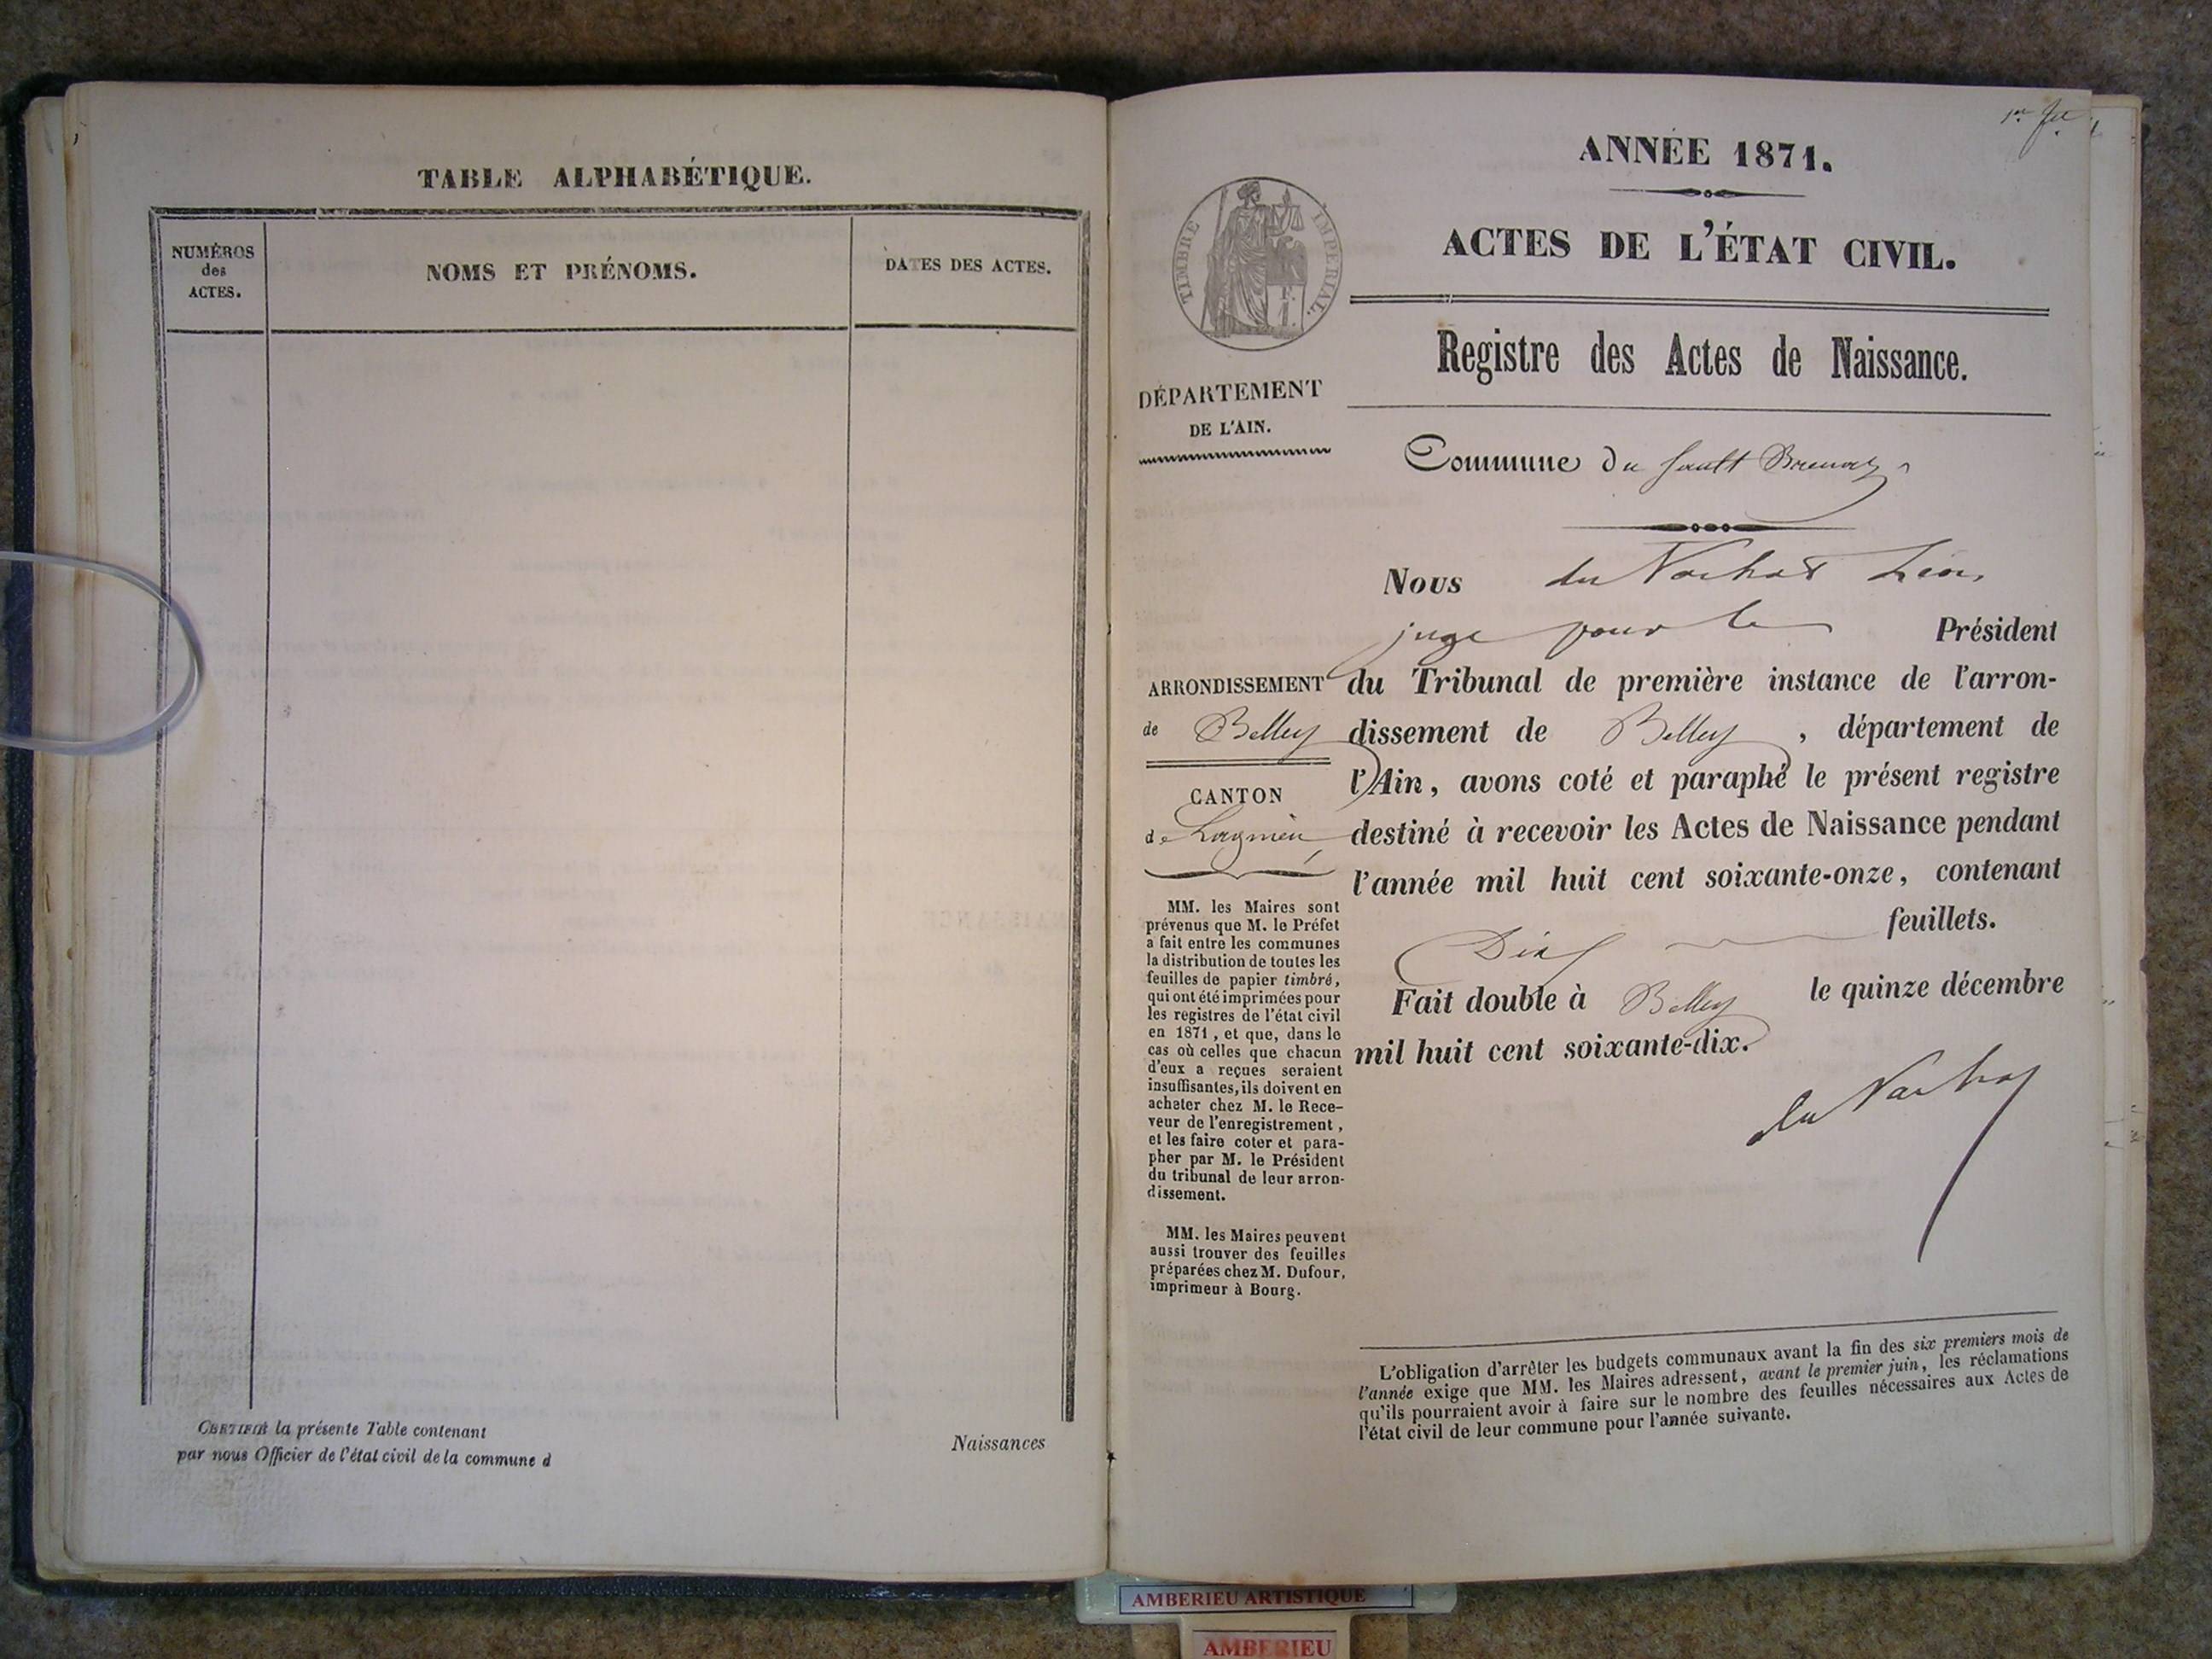 TABLE ALPHABÉTIQUE.
NUMÉROS
des
ACTES.
NOMS ET PRÉNOMS.
DATES DES ACTES.
CERTIFIÉ la présente Table contenant
Naissances
par nous Officier de l'état civil de la commune d
1er
ANNÉE 1871.
ACTES DE L'ÉTAT CIVIL.
TIMBRE IMPÉRIAL.
Registre des Actes de Naissance.
DÉPARTEMENT
DE L'AIN.
Commune du Sault Brenaz
Nous du Vachat Léon,
juge pour le Président
du Tribunal de première instance de l'arron-
dissement de Belley, département de
l'Ain, avons coté et paraphé le présent registre
destiné à recevoir les Actes de Naissance pendant
l'année mil huit cent soixante-onze, contenant
Dix feuillets.
Fait double à Belley le quinze décembre
mil huit cent soixante-dix.
du Vachat
ARRONDISSEMENT
de Belley
CANTON
de Lagnieu
MM. les Maires sont
prévenus que M. le Préfet
a fait entre les communes
la distribution de toutes les
feuilles de papier timbré,
qui ont été imprimées pour
les registres de l'état civil
en 1871, et que, dans le
cas où celles que chacun
d'eux a reçues seraient
insuffisantes, ils doivent en
acheter chez M. le Rece-
veur de l'enregistrement,
et les faire coter et para-
pher par M. le Président
du tribunal de leur arron-
dissement.
MM. les Maires peuvent
aussi trouver des feuilles
préparées chez M. Dufour,
imprimeur à Bourg.
L'obligation d'arrêter les budgets communaux avant la fin des six premiers mois de
l'année exige que MM. les Maires adressent, avant le premier juin, les réclamations
qu'ils pourraient avoir à faire sur le nombre des feuilles nécessaires aux Actes de
l'état civil de leur commune pour l'année suivante.
AMBERIEU ARTISTIQUE
AMBERIEU